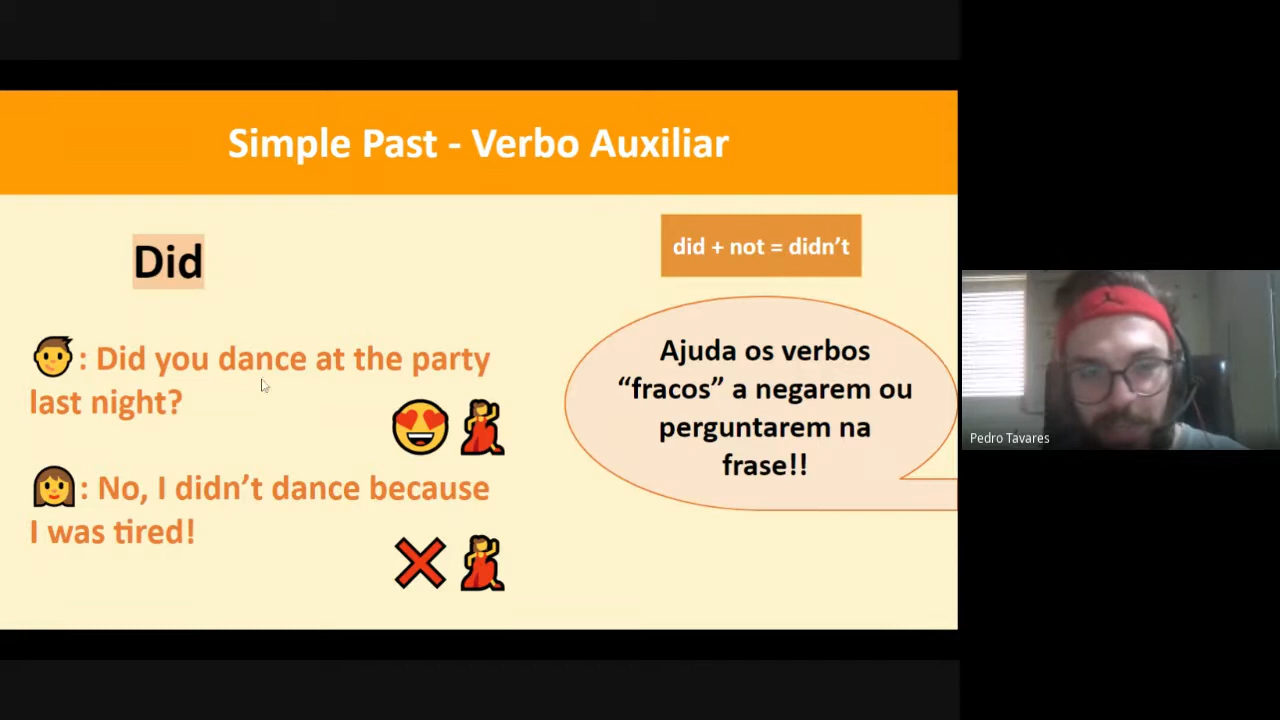 Simple Past - Verbo Auxiliar
Did
did + not = didn't
: Did you dance at the party
last night?
: No, I didn't dance because
I was tired!
Ajuda os verbos
“fracos” a negarem ou
perguntarem na
frase!!
Pedro Tavares